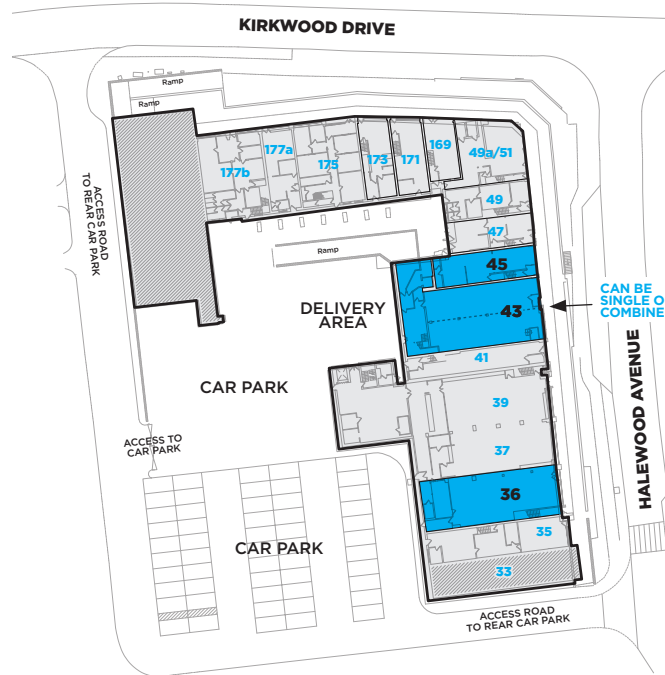 KIRKWOOD DRIVE
Ramp
Ramp
177b
177a
175
173
171
169
49a/51
49
47
45
43
41
39
37
36
35
33
ACCESS ROAD
TO REAR CAR PARK
Ramp
DELIVERY
AREA
CAN BE
SINGLE O
COMBINE
CAR PARK
ACCESS TO
CAR PARK
CAR PARK
HALEWOOD AVENUE
ACCESS ROAD
TO REAR CAR PARK